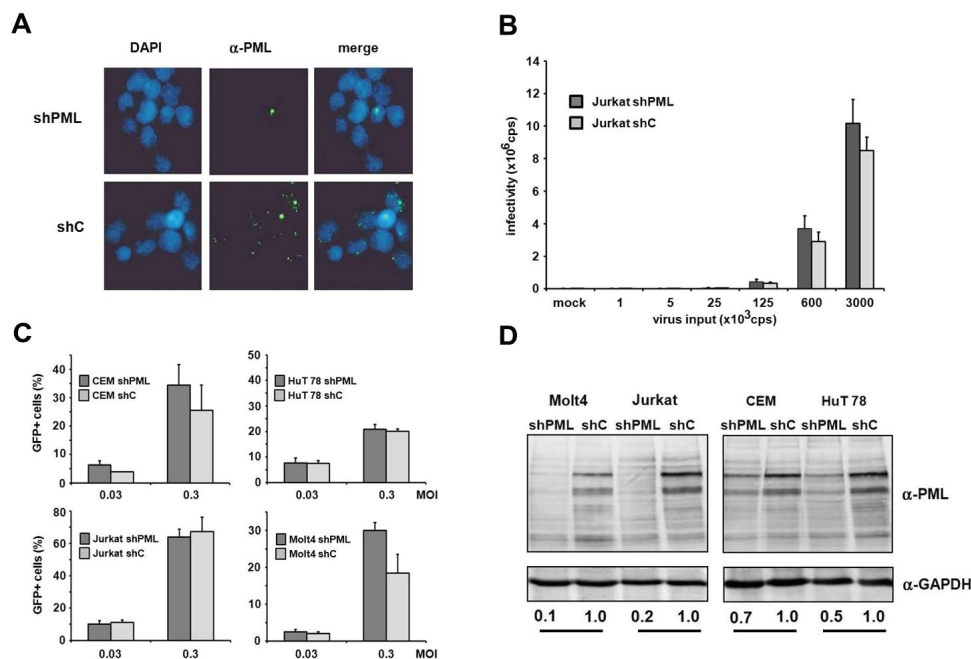 A
DAPI α-PML merge
shPML
shC
B
14
12
10
8
6
4
2
0
infectivity (x10⁶cps)
Jurkat shPML
Jurkat shC
mock 1 5 25 125 600 3000
virus input (x10³cps)
C
GFP+ cells (%)
40
30
20
10
0
CEM shPML
CEM shC
0.03 0.3
50
40
30
20
10
0
HuT 78 shPML
HuT 78 shC
0.03 0.3 MOI
GFP+ cells (%)
80
60
40
20
0
Jurkat shPML
Jurkat shC
0.03 0.3
30
20
10
0
Molt4 shPML
Molt4 shC
0.03 0.3 MOI
D
Molt4 Jurkat CEM HuT 78
shPML shC shPML shC shPML shC shPML shC
α-PML
α-GAPDH
0.1 1.0 0.2 1.0 0.7 1.0 0.5 1.0